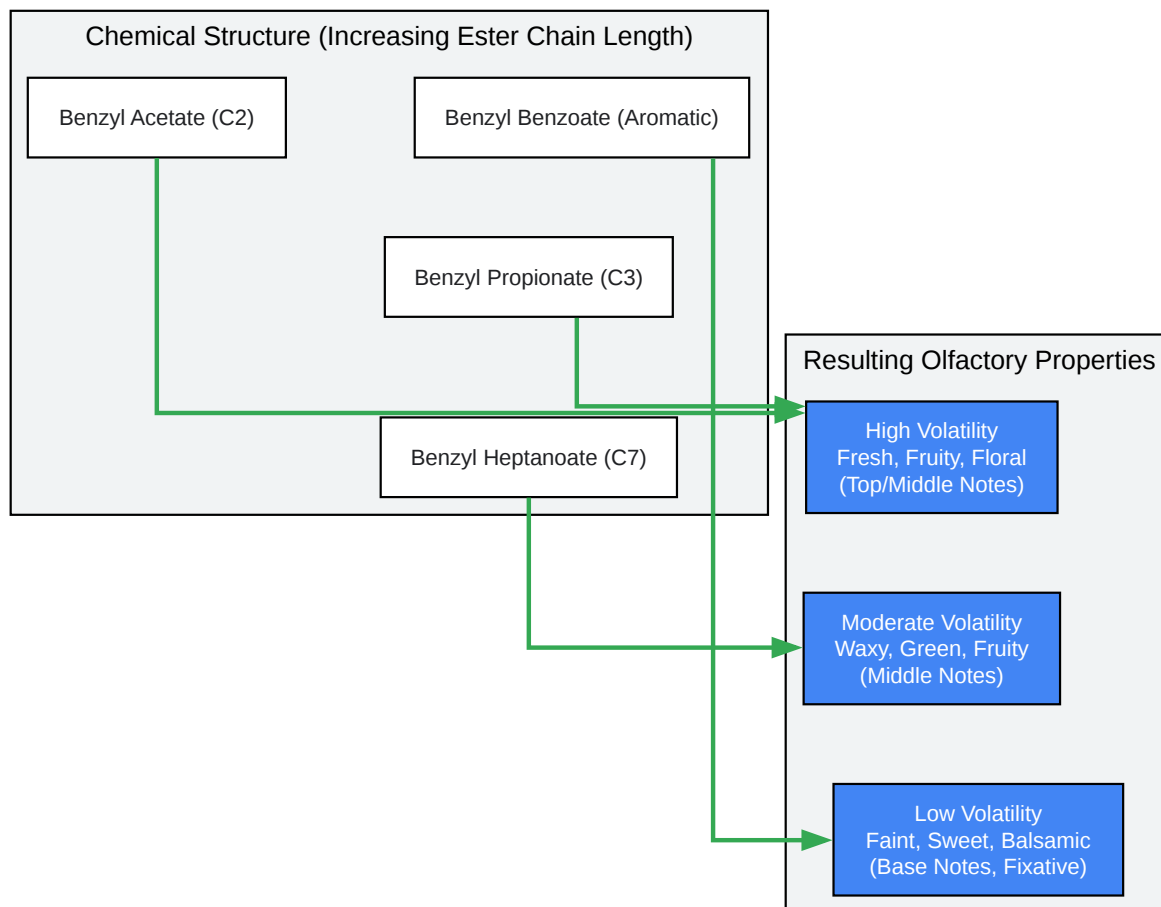 Chemical Structure (Increasing Ester Chain Length)
Benzyl Acetate (C2)
Benzyl Benzoate (Aromatic)
Benzyl Propionate (C3)
Benzyl Heptanoate (C7)
Resulting Olfactory Properties
High Volatility
Fresh, Fruity, Floral
(Top/Middle Notes)
Moderate Volatility
Waxy, Green, Fruity
(Middle Notes)
Low Volatility
Faint, Sweet, Balsamic
(Base Notes, Fixative)